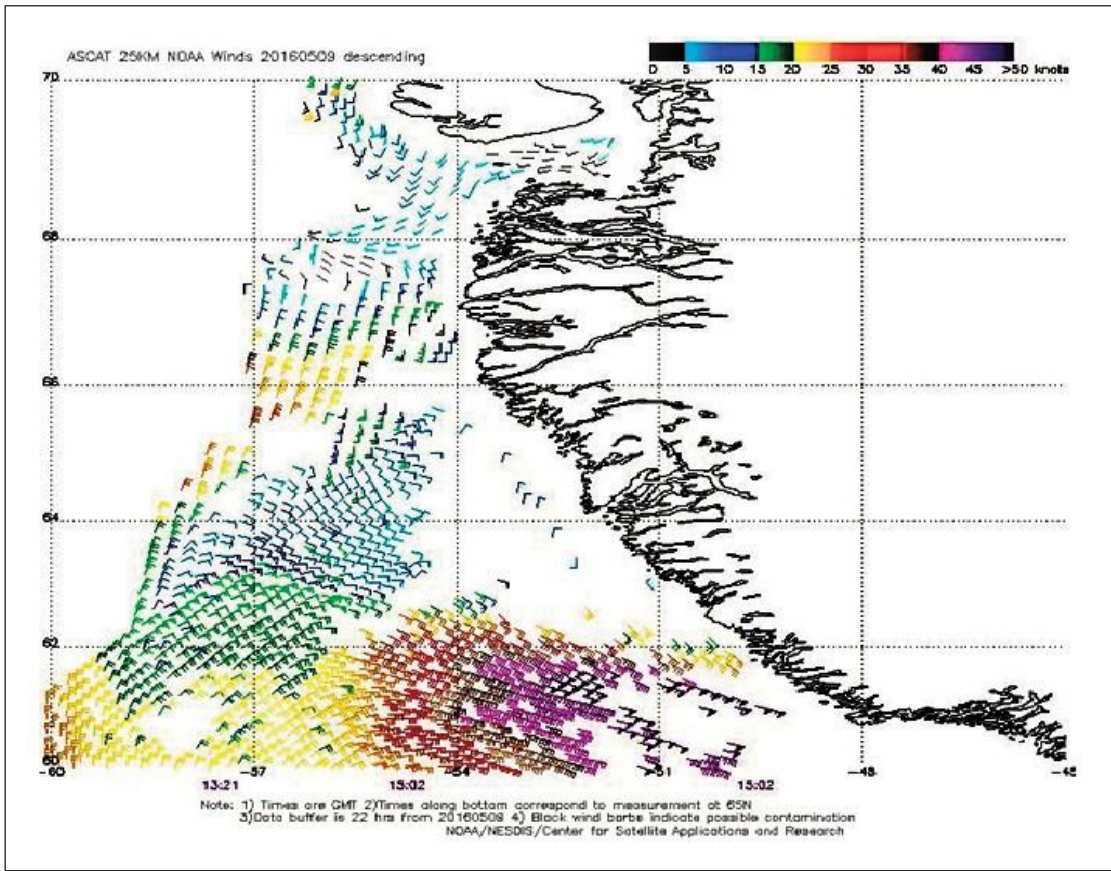 ASCAT 25KM NOAA Winds 20160509 descending
0 5 10 15 20 25 30 35 40 45 >50 knots
70
68
66
64
62
60
-60 -57 -54 -51 -48 -45
13:21 15:02 15:02
Note: 1) Times are GMT 2)Times along bottom correspond to measurement at 65N
3)Data buffer is 22 hrs from 20160509 4) Black wind barbs indicate possible contamination
NOAA/NESDIS/Center for Satellite Applications and Research